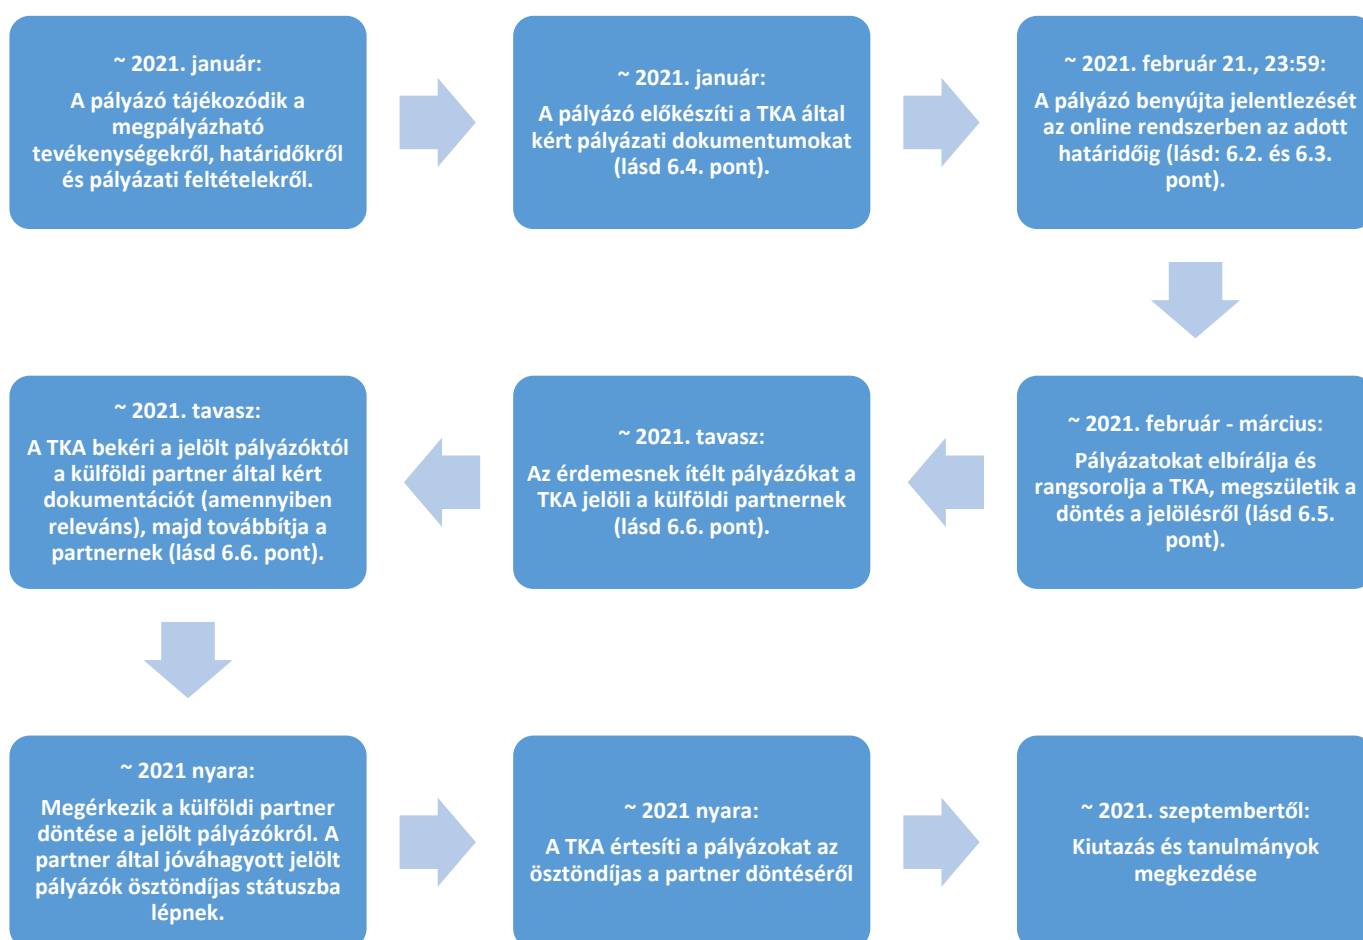 ~ 2021. január:
A pályázó tájékozódik a
megpályázható
tevékenységekről, határidőkről
és pályázati feltételekről.
~ 2021. január:
A pályázó előkészíti a TKA által
kért pályázati dokumentumokat
(lásd 6.4. pont).
~ 2021. február 21., 23:59:
A pályázó benyújta jelentlezését
az online rendszerben az adott
határidőig (lásd: 6.2. és 6.3.
pont).
~ 2021. február - március:
Pályázatokat elbírálja és
rangsorolja a TKA, megszületik a
döntés a jelölésről (lásd 6.5.
pont).
~ 2021. tavasz:
Az érdemesnek ítélt pályázókat a
TKA jelöli a külföldi partnernek
(lásd 6.6. pont).
~ 2021. tavasz:
A TKA bekéri a jelölt pályázóktól
a külföldi partner által kért
dokumentációt (amennyiben
releváns), majd továbbítja a
partnernek (lásd 6.6. pont).
~ 2021 nyara:
Megérkezik a külföldi partner
döntése a jelölt pályázókról. A
partner által jóváhagyott jelölt
pályázók ösztöndíjas státuszba
lépnek.
~ 2021 nyara:
A TKA értesíti a pályázokat az
ösztöndíjas a partner döntéséről
~ 2021. szeptembertől:
Kiutazás és tanulmányok
megkezdése